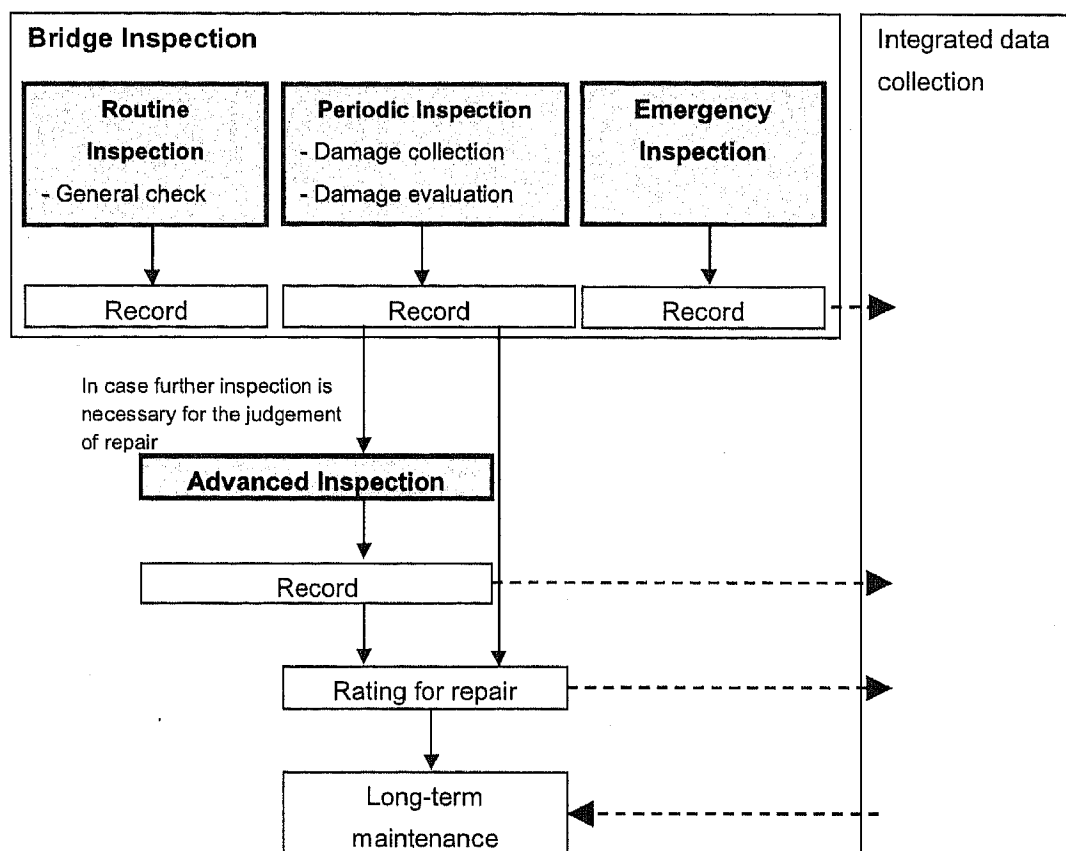 Bridge Inspection
Integrated data
collection
Routine
Inspection
- General check
Periodic Inspection
- Damage collection
- Damage evaluation
Emergency
Inspection
Record
Record
Record
In case further inspection is
necessary for the judgement
of repair
Advanced Inspection
Record
Rating for repair
Long-term
maintenance